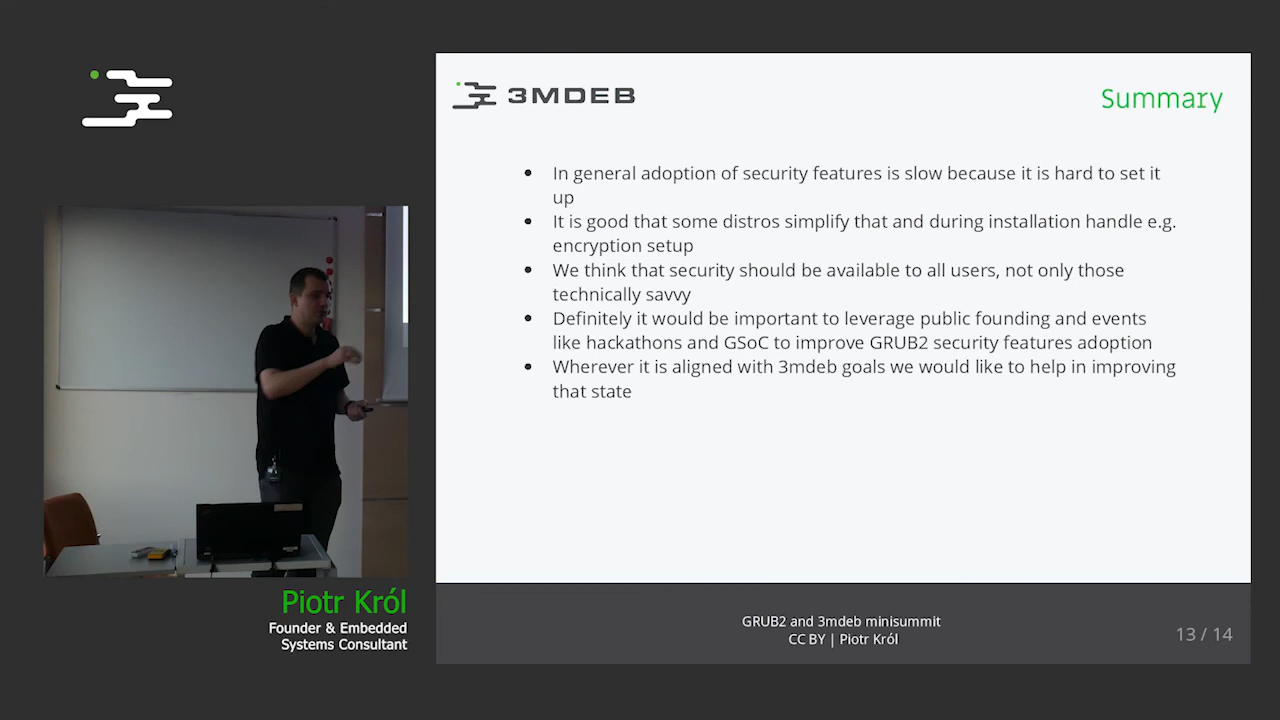 3MDEB
Summary
In general adoption of security features is slow because it is hard to set it
up
It is good that some distros simplify that and during installation handle e.g.
encryption setup
We think that security should be available to all users, not only those
technically savvy
Definitely it would be important to leverage public founding and events
like hackathons and GSoC to improve GRUB2 security features adoption
Wherever it is aligned with 3mdeb goals we would like to help in improving
that state
Piotr Król
Founder & Embedded
Systems Consultant
GRUB2 and 3mdeb minisummit
CC BY | Piotr Król
13 / 14